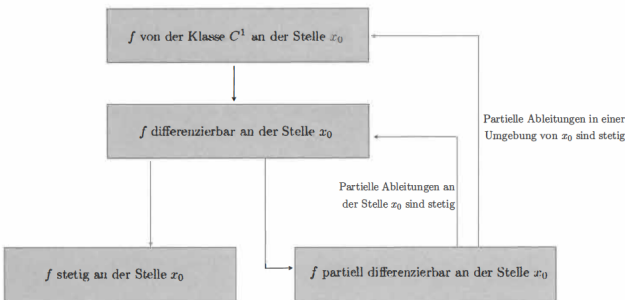 f von der Klasse C¹ an der Stelle x₀
Partielle Ableitungen in einer
Umgebung von x₀ sind stetig
f differenzierbar an der Stelle x₀
Partielle Ableitungen an
der Stelle x₀ sind stetig
f stetig an der Stelle x₀
f partiell differenzierbar an der Stelle x₀